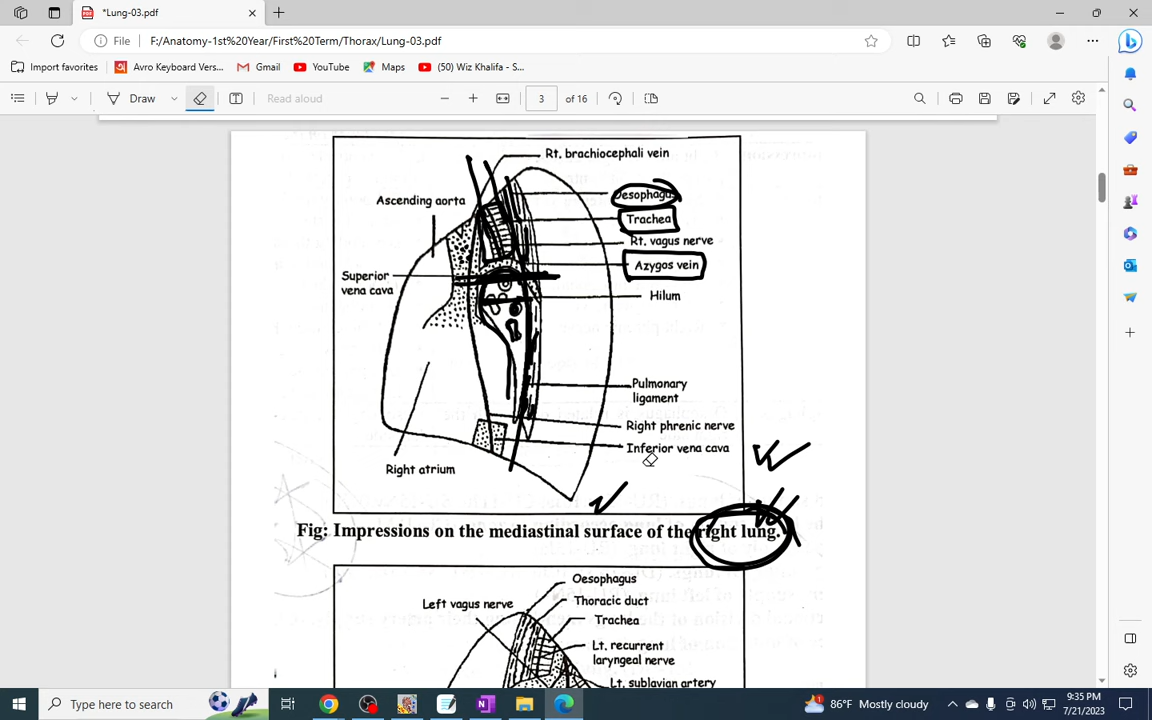 *Lung-03.pdf
File F:/Anatomy-1st%20Year/First%20Term/Thorax/Lung-03.pdf
Import favorites Avro Keyboard Vers... Gmail YouTube Maps (50) Wiz Khalifa - S...
Draw Read aloud 3 of 16
Rt. brachiocephali vein
Oesophagus
Ascending aorta
Trachea
Rt. vagus nerve
Azygos vein
Superior
vena cava
Hilum
Pulmonary
ligament
Right phrenic nerve
Inferior vena cava
Right atrium
Fig: Impressions on the mediastinal surface of the right lung.
Oesophagus
Left vagus nerve
Thoracic duct
Trachea
Lt. recurrent
laryngeal nerve
Lt. sublavian artery
Type here to search
86°F Mostly cloudy
9:35 PM
7/21/2023